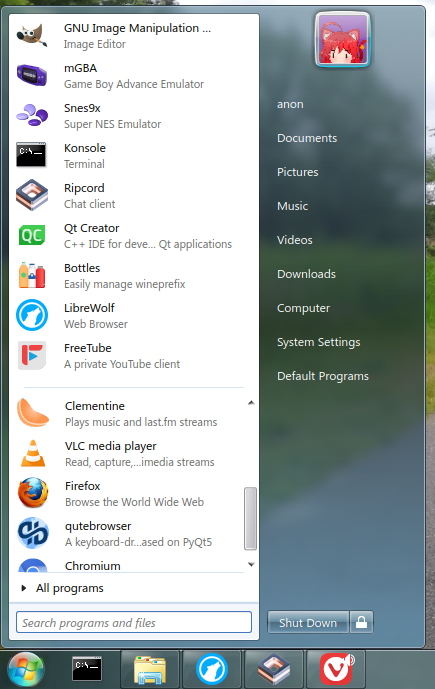 GNU Image Manipulation ...
Image Editor
mGBA
Game Boy Advance Emulator
Snes9x
Super NES Emulator
C:\_
Konsole
Terminal
Ripcord
Chat client
QC
Qt Creator
C++ IDE for deve... Qt applications
Bottles
Easily manage wineprefix
LibreWolf
Web Browser
FreeTube
A private YouTube client
Clementine
Plays music and last.fm streams
VLC media player
Read, capture,...imedia streams
Firefox
Browse the World Wide Web
qutebrowser
A keyboard-dr...ased on PyQt5
Chromium
All programs
Search programs and files
anon
Documents
Pictures
Music
Videos
Downloads
Computer
System Settings
Default Programs
Shut Down
C:\_